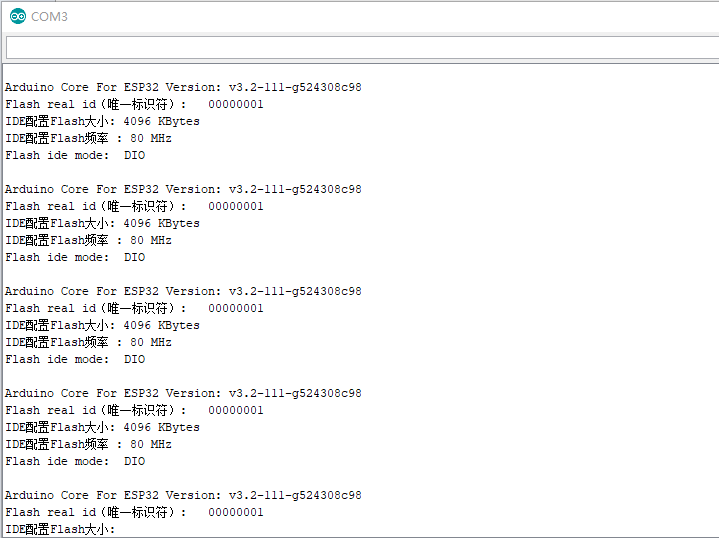 COM3
Arduino Core For ESP32 Version: v3.2-111-g524308c98
Flash real id(唯一标识符):   00000001
IDE配置Flash大小: 4096 KBytes
IDE配置Flash频率 : 80 MHz
Flash ide mode:  DIO
Arduino Core For ESP32 Version: v3.2-111-g524308c98
Flash real id(唯一标识符):   00000001
IDE配置Flash大小: 4096 KBytes
IDE配置Flash频率 : 80 MHz
Flash ide mode:  DIO
Arduino Core For ESP32 Version: v3.2-111-g524308c98
Flash real id(唯一标识符):   00000001
IDE配置Flash大小: 4096 KBytes
IDE配置Flash频率 : 80 MHz
Flash ide mode:  DIO
Arduino Core For ESP32 Version: v3.2-111-g524308c98
Flash real id(唯一标识符):   00000001
IDE配置Flash大小: 4096 KBytes
IDE配置Flash频率 : 80 MHz
Flash ide mode:  DIO
Arduino Core For ESP32 Version: v3.2-111-g524308c98
Flash real id(唯一标识符):   00000001
IDE配置Flash大小: